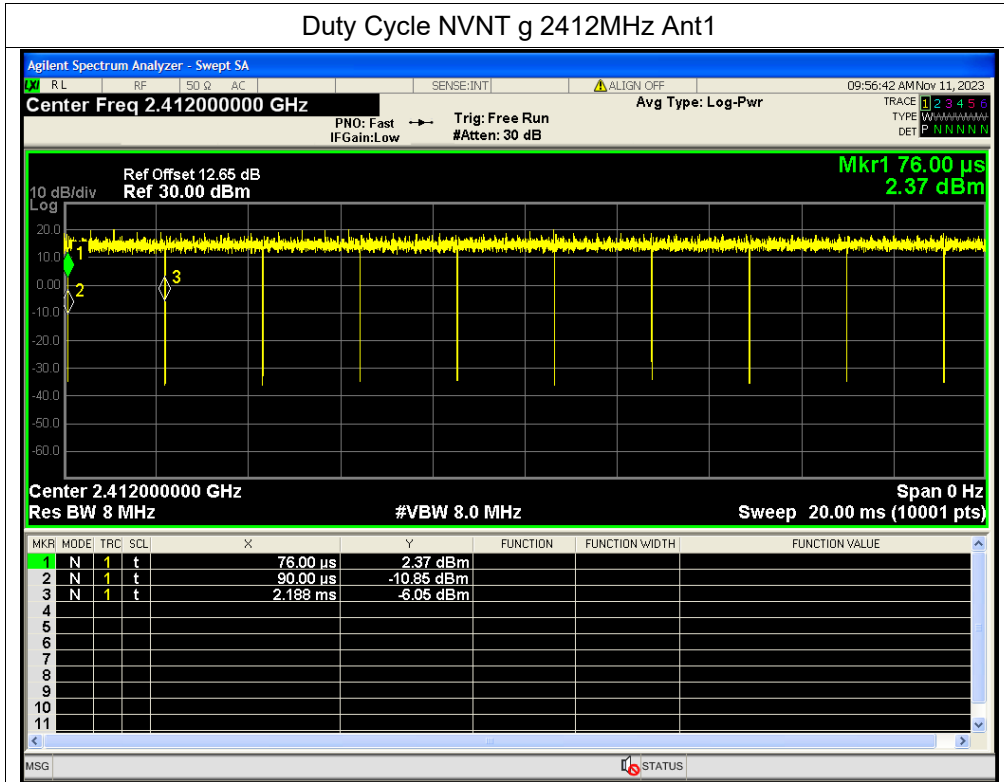 Duty Cycle NVNT g 2412MHz Ant1
Agilent Spectrum Analyzer - Swept SA
LXI RL RF 50 Ω AC SENSE:INT ALIGN OFF 09:56:42 AM Nov 11, 2023
Center Freq 2.412000000 GHz Avg Type: Log-Pwr TRACE 1 2 3 4 5 6
PNO: Fast Trig: Free Run TYPE W
IFGain:Low #Atten: 30 dB DET P N N N N N
Mkr1 76.00 µs
2.37 dBm
Ref Offset 12.65 dB
10 dB/div Ref 30.00 dBm
Log
20.0
10.0
0.00
-10.0
-20.0
-30.0
-40.0
-50.0
-60.0
1
2
3
Center 2.412000000 GHz Span 0 Hz
Res BW 8 MHz #VBW 8.0 MHz Sweep 20.00 ms (10001 pts)
MKR MODE TRC SCL X Y FUNCTION FUNCTION WIDTH FUNCTION VALUE
1 N 1 t 76.00 µs 2.37 dBm
2 N 1 t 90.00 µs -10.85 dBm
3 N 1 t 2.188 ms -6.05 dBm
4
5
6
7
8
9
10
11
MSG STATUS